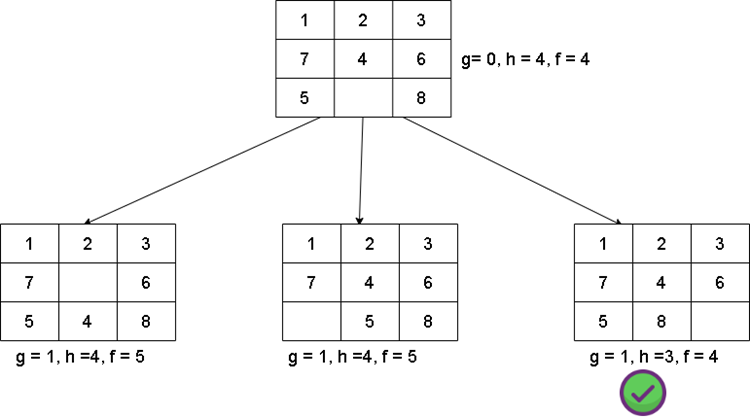 1 2 3
7 4 6
5 8
g= 0, h = 4, f = 4
1 2 3
7 6
5 4 8
g = 1, h =4, f = 5
1 2 3
7 4 6
5 8
g = 1, h =4, f = 5
1 2 3
7 4 6
5 8
g = 1, h =3, f = 4